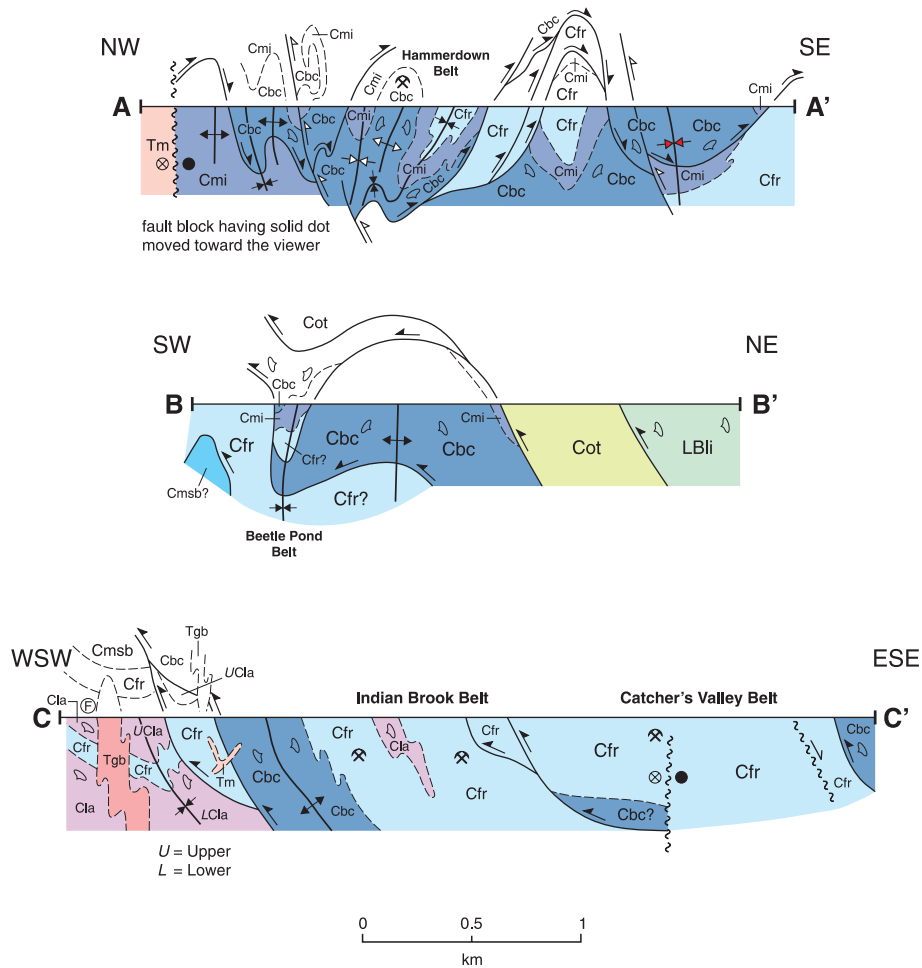 NW
SE
Cmi
Cmi
Cbc
Cbc
Cmi
Hammerdown
Belt
Cbc
Cbc
Cfr
Cmi
Cfr
Cmi
A
A'
Tm
Cbc
Cbc
Cmi
Cfr
Cfr
Cfr
Cbc
Cbc
Cmi
Cbc
Cmi
Cbc
Cbc
Cmi
Cmi
Cfr
fault block having solid dot
moved toward the viewer
SW
NE
Cot
Cbc
B
B'
Cmi
Cmi
Cfr
Cbc
Cbc
Cot
LBli
Cfr?
Cmsb?
Cfr?
Beetle Pond
Belt
WSW
ESE
Tgb
Cmsb
Cbc
UCla
Cfr
Cla
F
Indian Brook Belt
Catcher's Valley Belt
C
C'
UCla
Cfr
Cfr
Cfr
Cbc
Cfr
Tgb
Cfr
Tm
Cbc
Cla
Cfr
Cfr
Cfr
Cla
LCla
Cbc
Cbc?
U = Upper
L = Lower
0
0.5
1
km